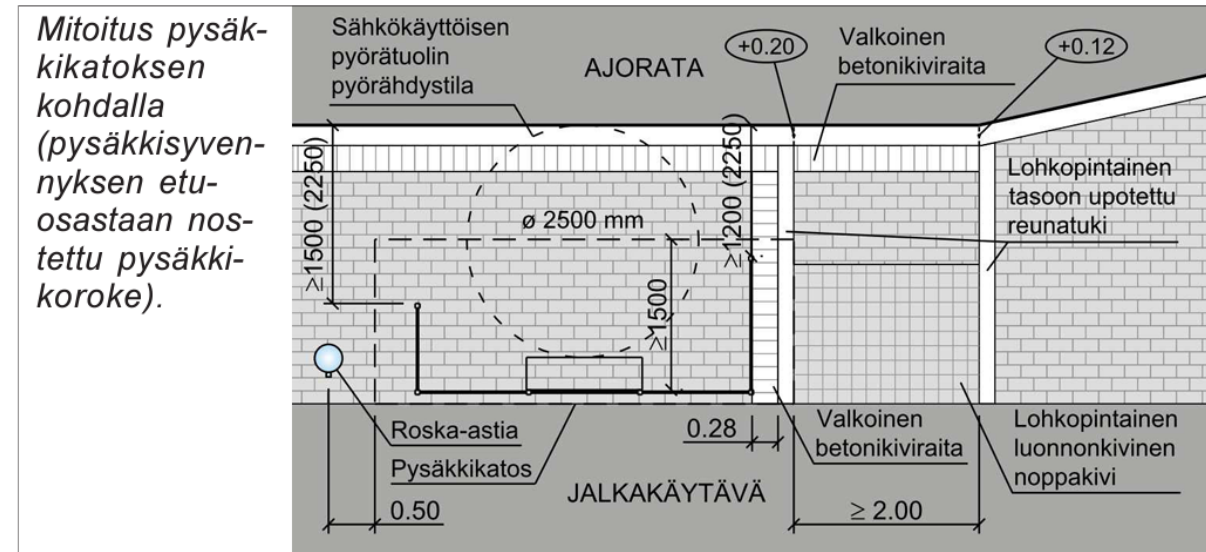 Mitoitus pysäk-
kikatoksen
kohdalla
(pysäkkisyven-
nyksen etu-
osastaan nos-
tettu pysäkki-
koroke).
Sähkökäyttöisen
pyörätuolin
pyörähdystila
AJORATA
+0.20
Valkoinen
betonikiviraita
+0.12
≥1500 (2250)
ø 2500 mm
≥1200 (2250)
≥1500
Lohkopintainen
tasoon upotettu
reunatuki
Roska-astia
Pysäkkikatos
0.50
JALKAKÄYTÄVÄ
0.28
Valkoinen
betonikiviraita
≥ 2.00
Lohkopintainen
luonnonkivinen
noppakivi